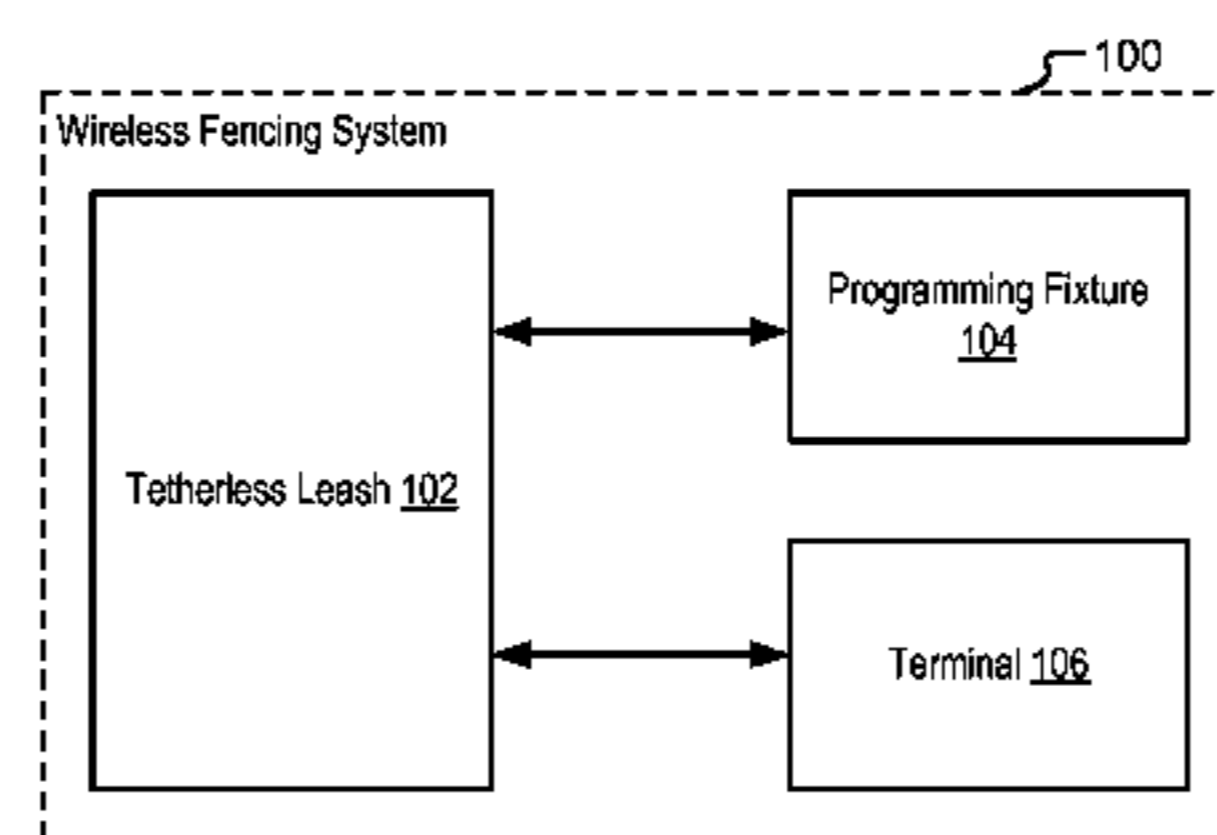 100
Wireless Fencing System
Programming Fixture
104
Tetherless Leash 102
Terminal 106